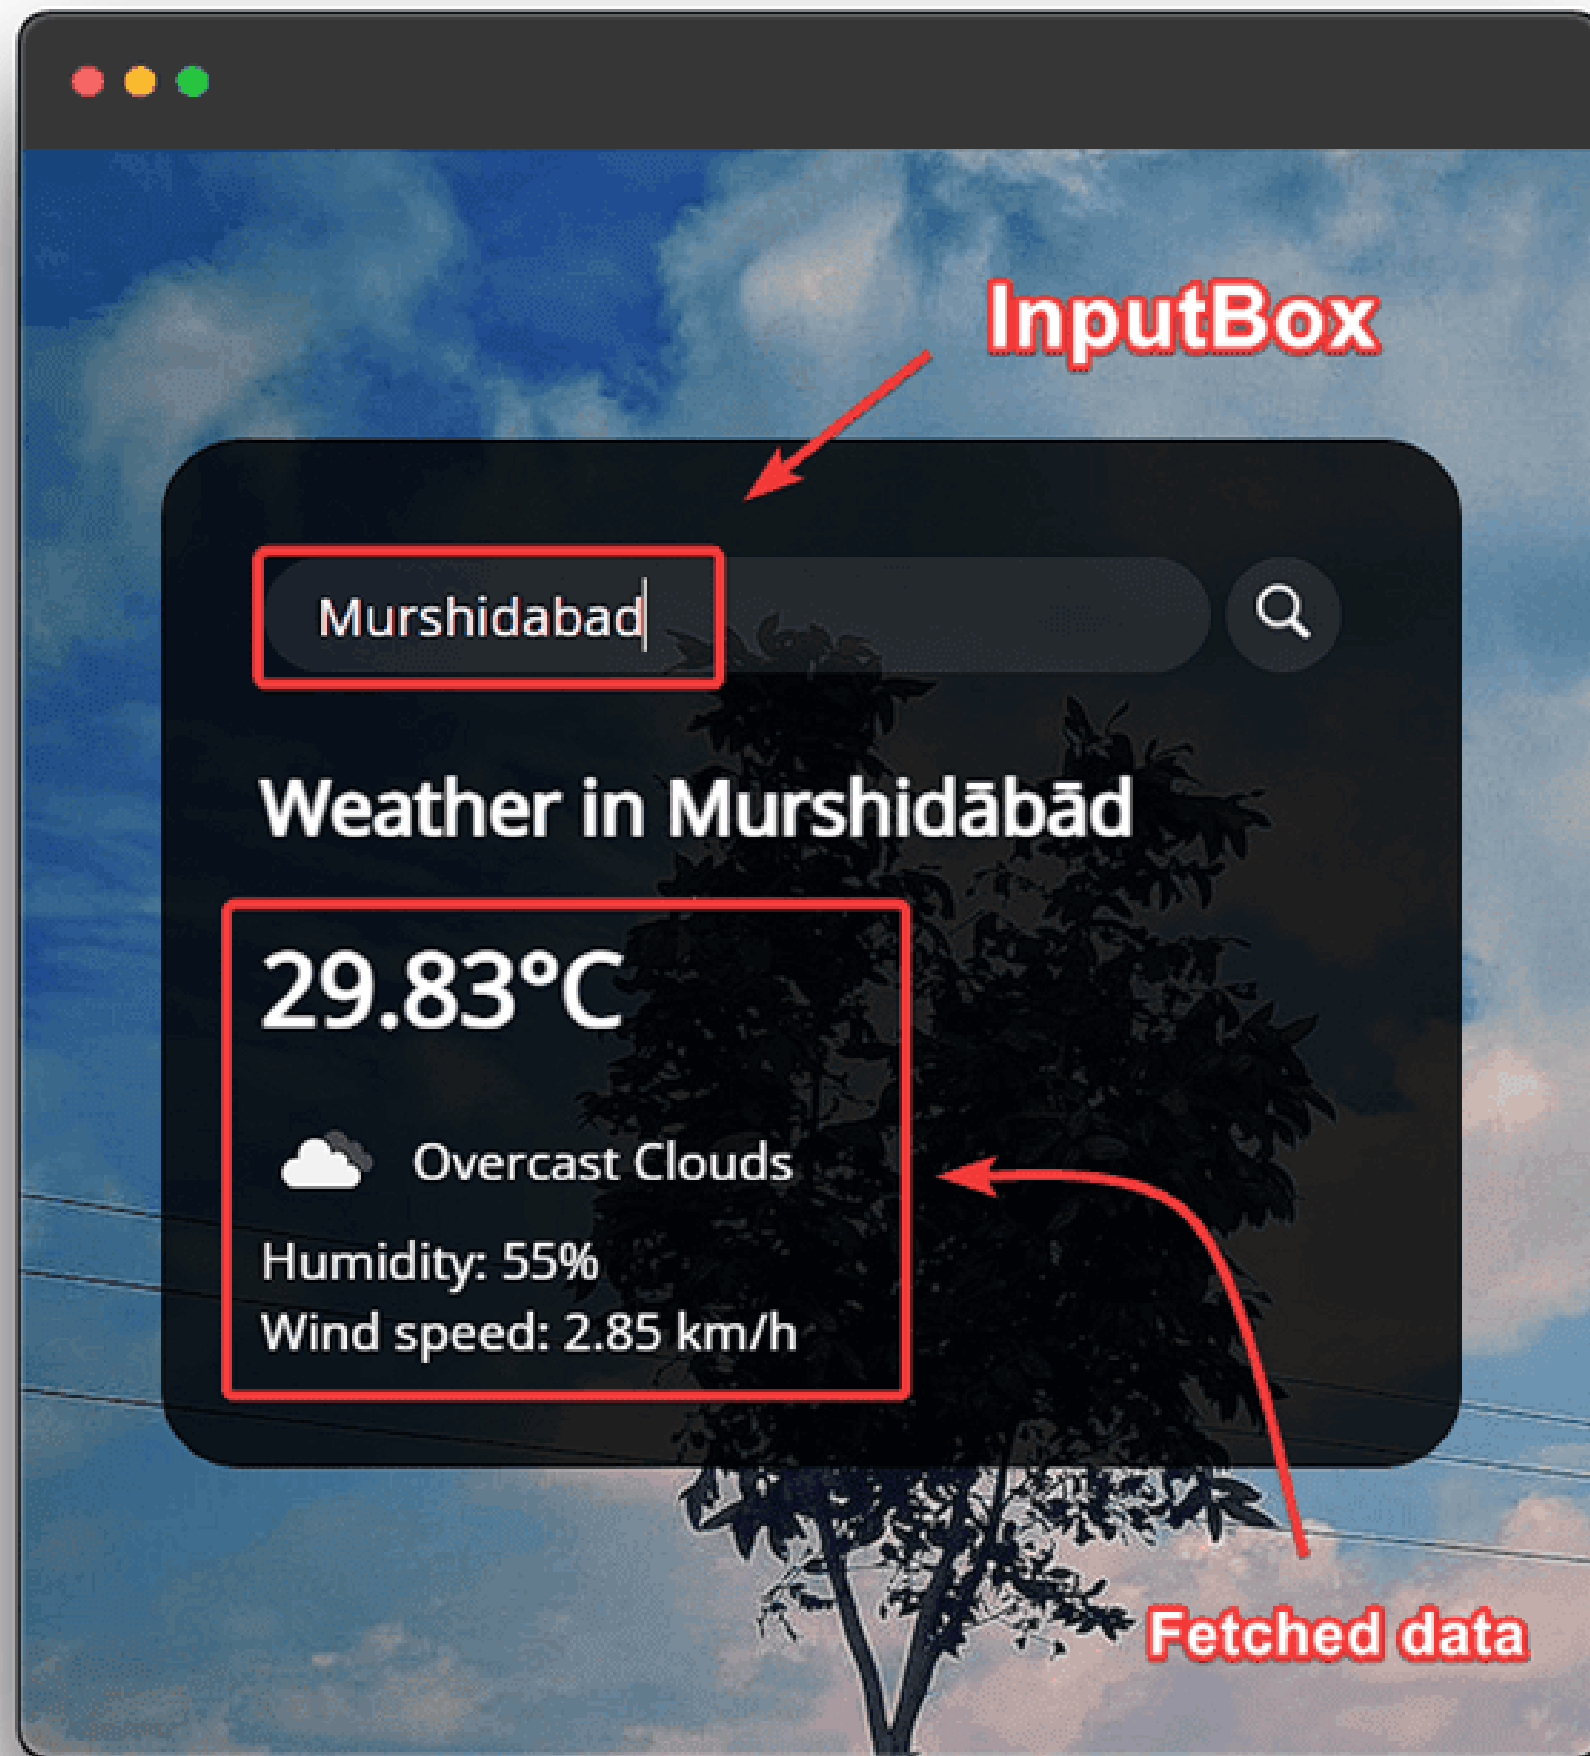 InputBox
Murshidabad
Weather in Murshidābād
29.83°C
Overcast Clouds
Humidity: 55%
Wind speed: 2.85 km/h
Fetched data